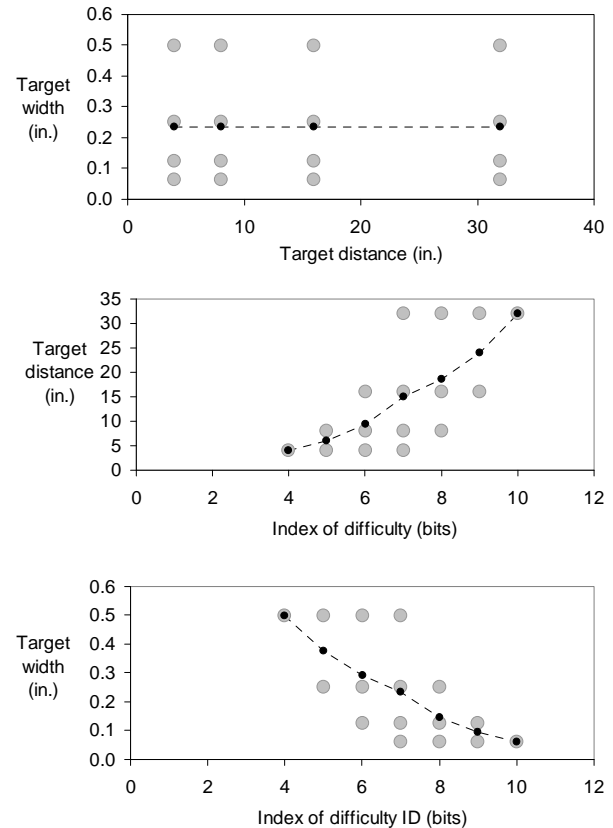 0.6
0.5
0.4
0.3
0.2
0.1
0.0
Target
width
(in.)
0 10 20 30 40
Target distance (in.)
35
30
25
20
15
10
5
0
Target
distance
(in.)
0 2 4 6 8 10 12
Index of difficulty (bits)
0.6
0.5
0.4
0.3
0.2
0.1
0.0
Target
width
(in.)
0 2 4 6 8 10 12
Index of difficulty ID (bits)